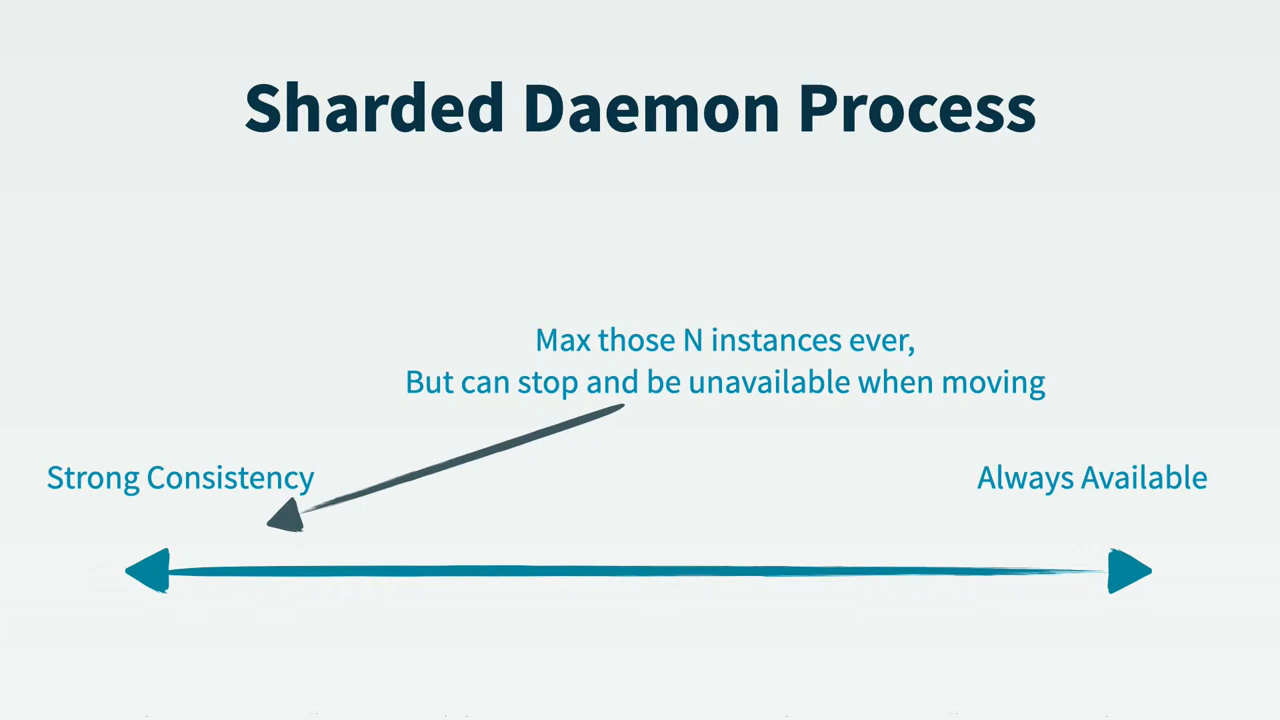 Sharded Daemon Process
Max those N instances ever,
But can stop and be unavailable when moving
Strong Consistency
Always Available